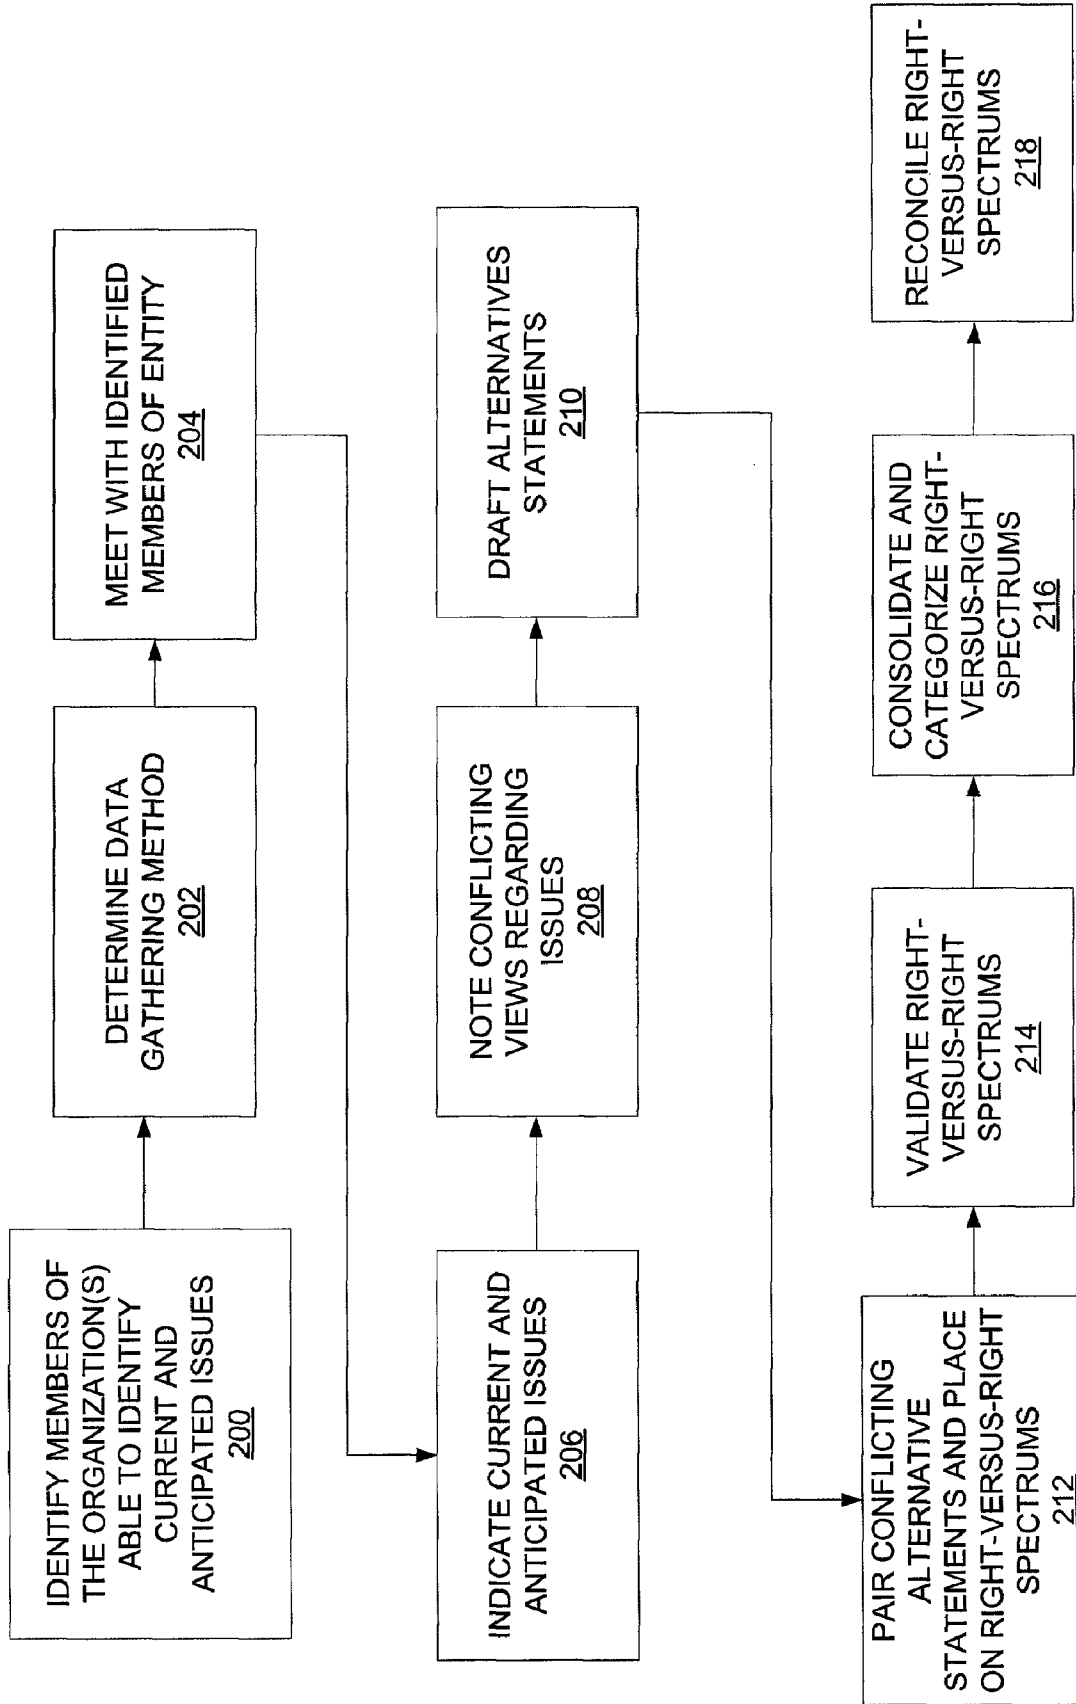 IDENTIFY MEMBERS OF
THE ORGANIZATION(S)
ABLE TO IDENTIFY
CURRENT AND
ANTICIPATED ISSUES
200
DETERMINE DATA
GATHERING METHOD
202
MEET WITH IDENTIFIED
MEMBERS OF ENTITY
204
INDICATE CURRENT AND
ANTICIPATED ISSUES
206
NOTE CONFLICTING
VIEWS REGARDING
ISSUES
208
DRAFT ALTERNATIVES
STATEMENTS
210
PAIR CONFLICTING
ALTERNATIVE
STATEMENTS AND PLACE
ON RIGHT-VERSUS-RIGHT
SPECTRUMS
212
VALIDATE RIGHT-
VERSUS-RIGHT
SPECTRUMS
214
CONSOLIDATE AND
CATEGORIZE RIGHT-
VERSUS-RIGHT
SPECTRUMS
216
RECONCILE RIGHT-
VERSUS-RIGHT
SPECTRUMS
218